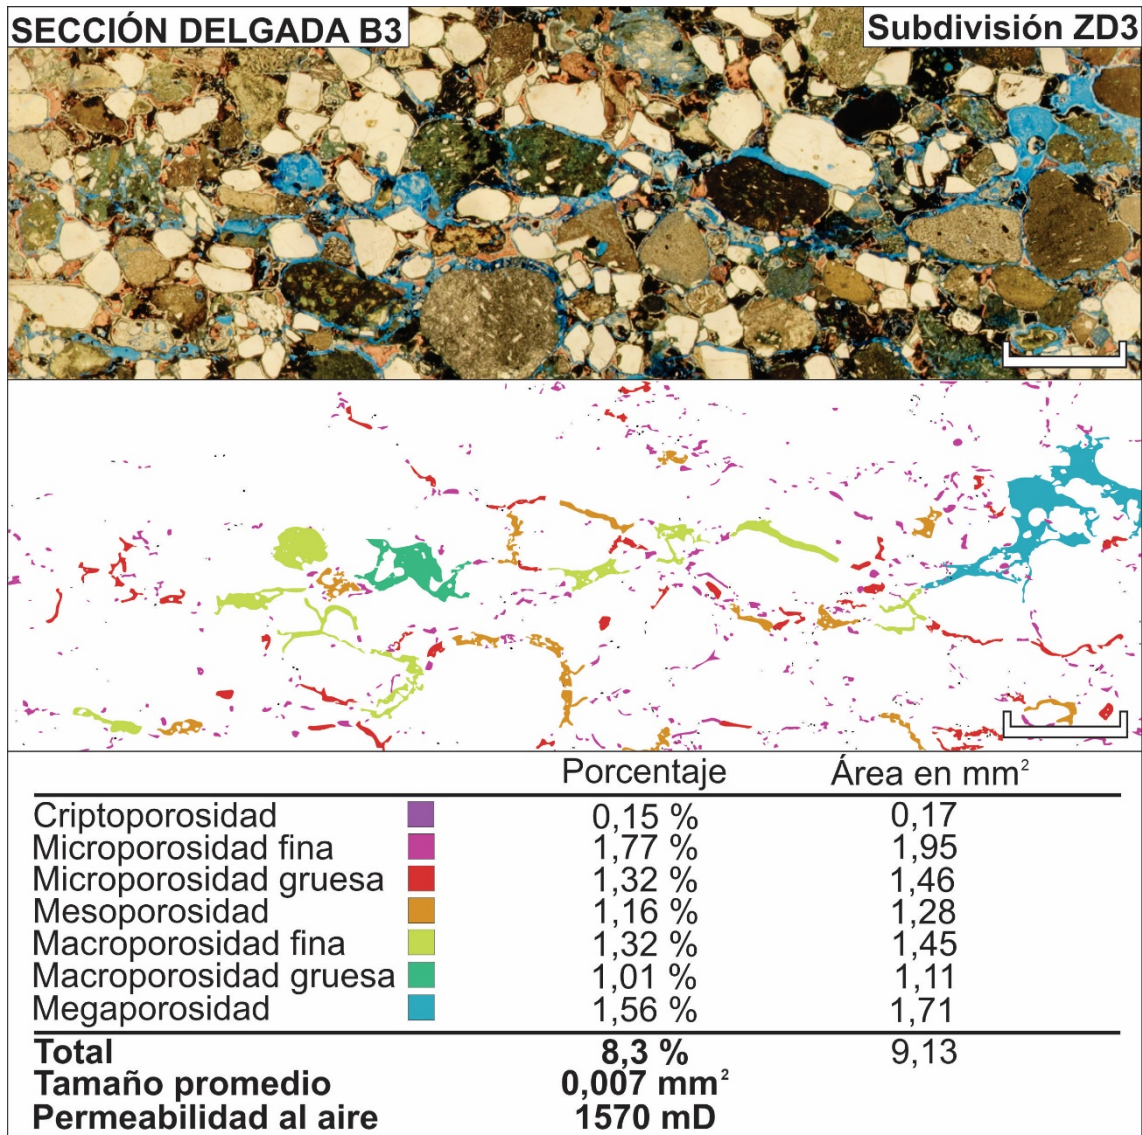 SECCIÓN DELGADA B3
Subdivisión ZD3
Porcentaje Área en mm²
Criptoporosidad 0,15 % 0,17
Microporosidad fina 1,77 % 1,95
Microporosidad gruesa 1,32 % 1,46
Mesoporosidad 1,16 % 1,28
Macroporosidad fina 1,32 % 1,45
Macroporosidad gruesa 1,01 % 1,11
Megaporosidad 1,56 % 1,71
Total 8,3 % 9,13
Tamaño promedio 0,007 mm²
Permeabilidad al aire 1570 mD